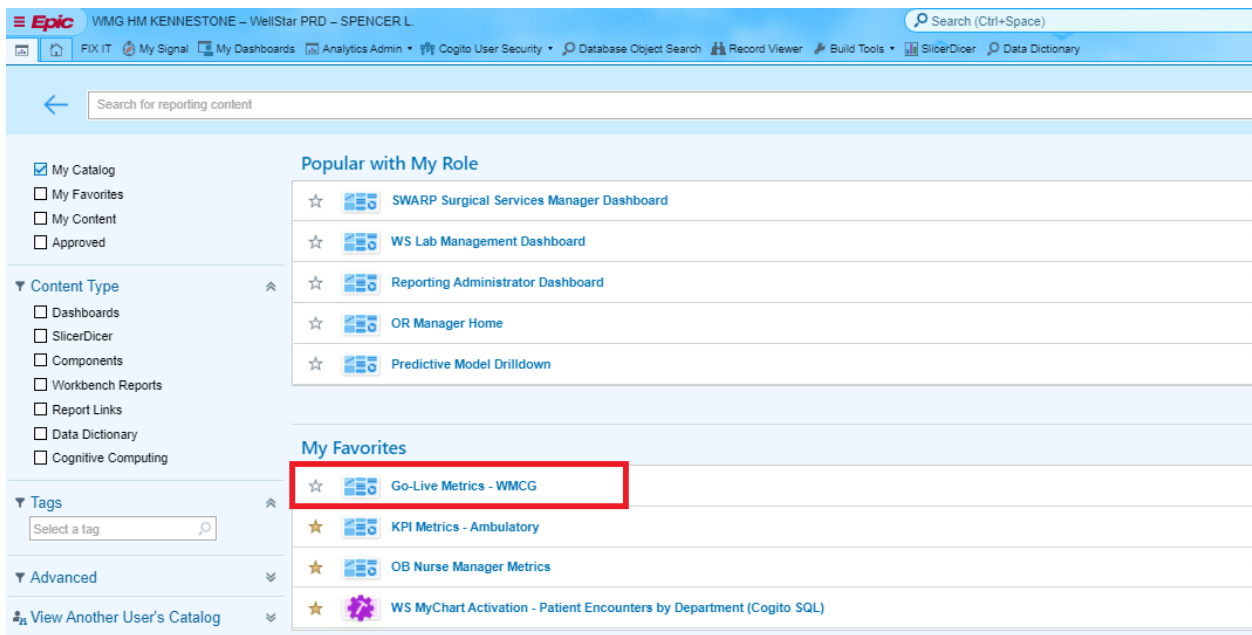 Epic WMG HM KENNESTONE – WellStar PRD – SPENCER L. Search (Ctrl+Space)
FIX IT My Signal My Dashboards Analytics Admin Cogito User Security Database Object Search Record Viewer Build Tools SlicerDicer Data Dictionary
Search for reporting content
My Catalog
My Favorites
My Content
Approved
Content Type
Dashboards
SlicerDicer
Components
Workbench Reports
Report Links
Data Dictionary
Cognitive Computing
Tags
Select a tag
Advanced
View Another User's Catalog
Popular with My Role
SWARP Surgical Services Manager Dashboard
WS Lab Management Dashboard
Reporting Administrator Dashboard
OR Manager Home
Predictive Model Drilldown
My Favorites
Go-Live Metrics - WMCG
KPI Metrics - Ambulatory
OB Nurse Manager Metrics
WS MyChart Activation - Patient Encounters by Department (Cogito SQL)